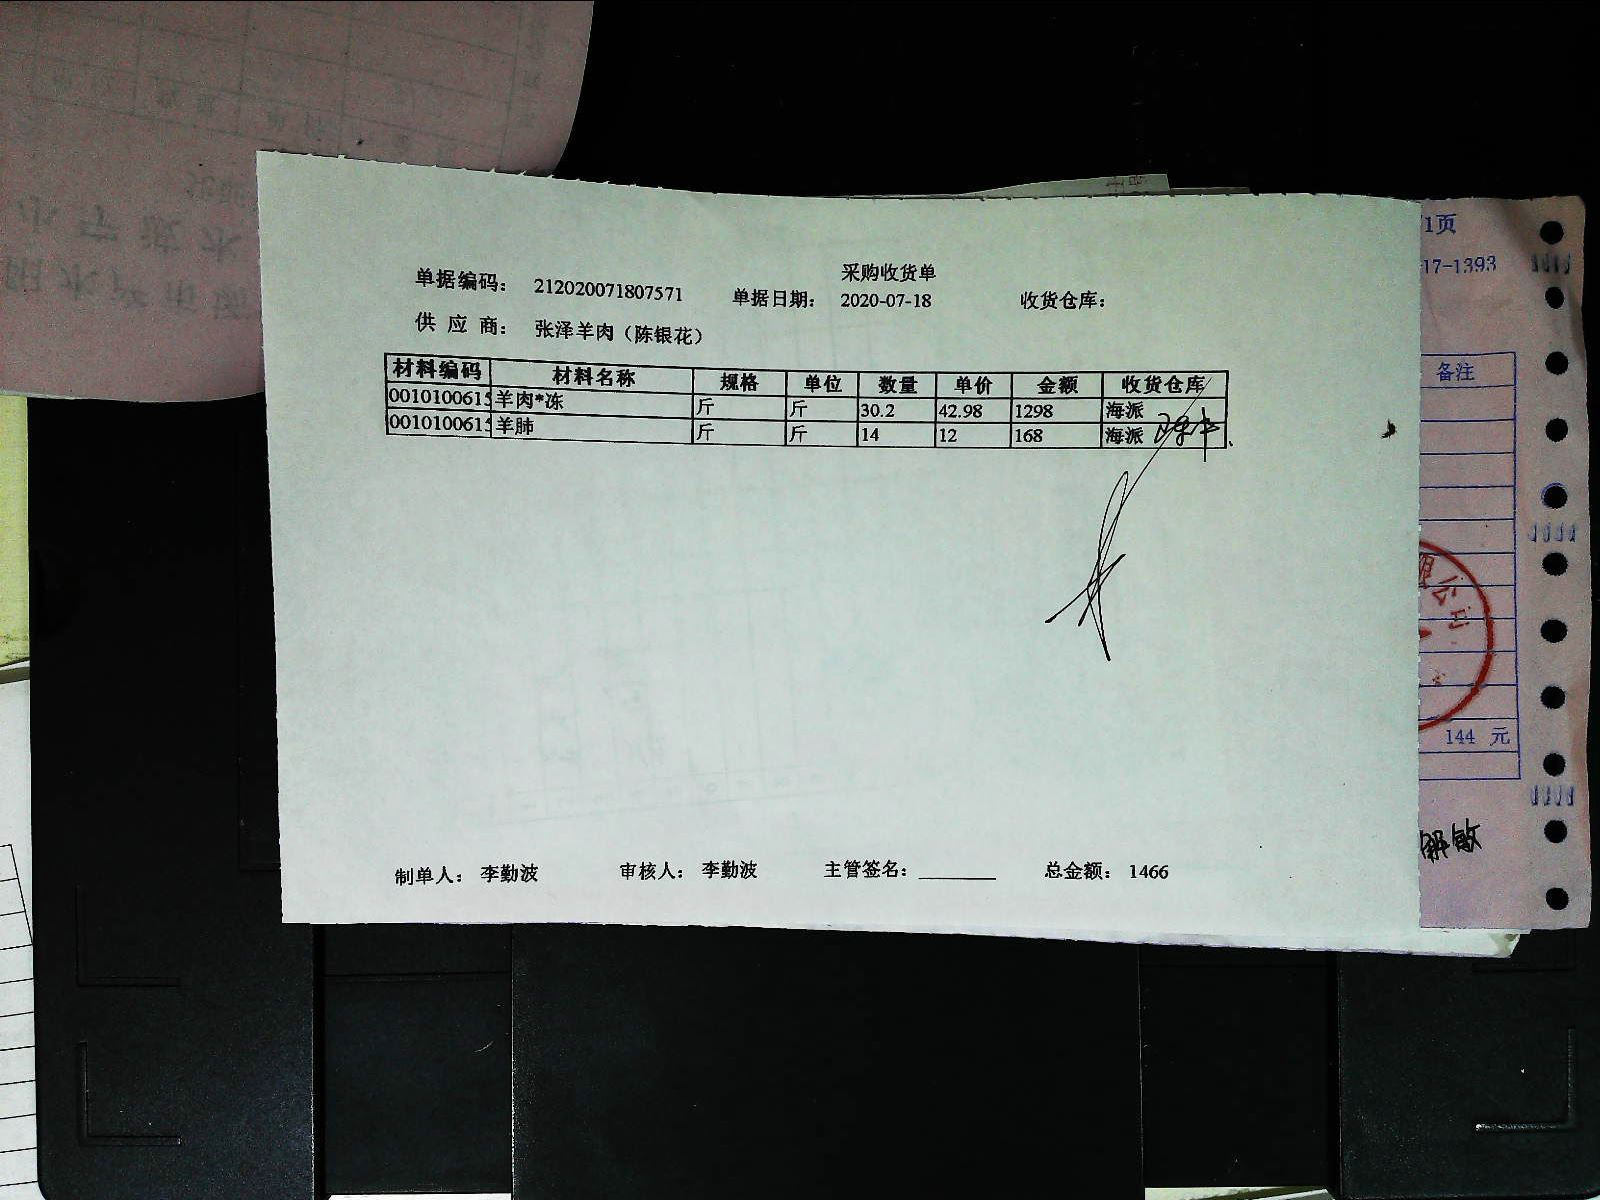 采购收货单
单据编码： 212020071807571 单据日期： 2020-07-18 收货仓库：
供 应 商： 张泽羊肉（陈银花）
材料编码 材料名称 规格 单位 数量 单价 金额 收货仓库
001010061 羊肉*冻 斤 斤 30.2 42.98 1298 海派
001010061 羊肺 斤 斤 14 12 168 海派
制单人： 李勤波 审核人： 李勤波 主管签名： 总金额： 1466
1页
17-1393
备注
144 元